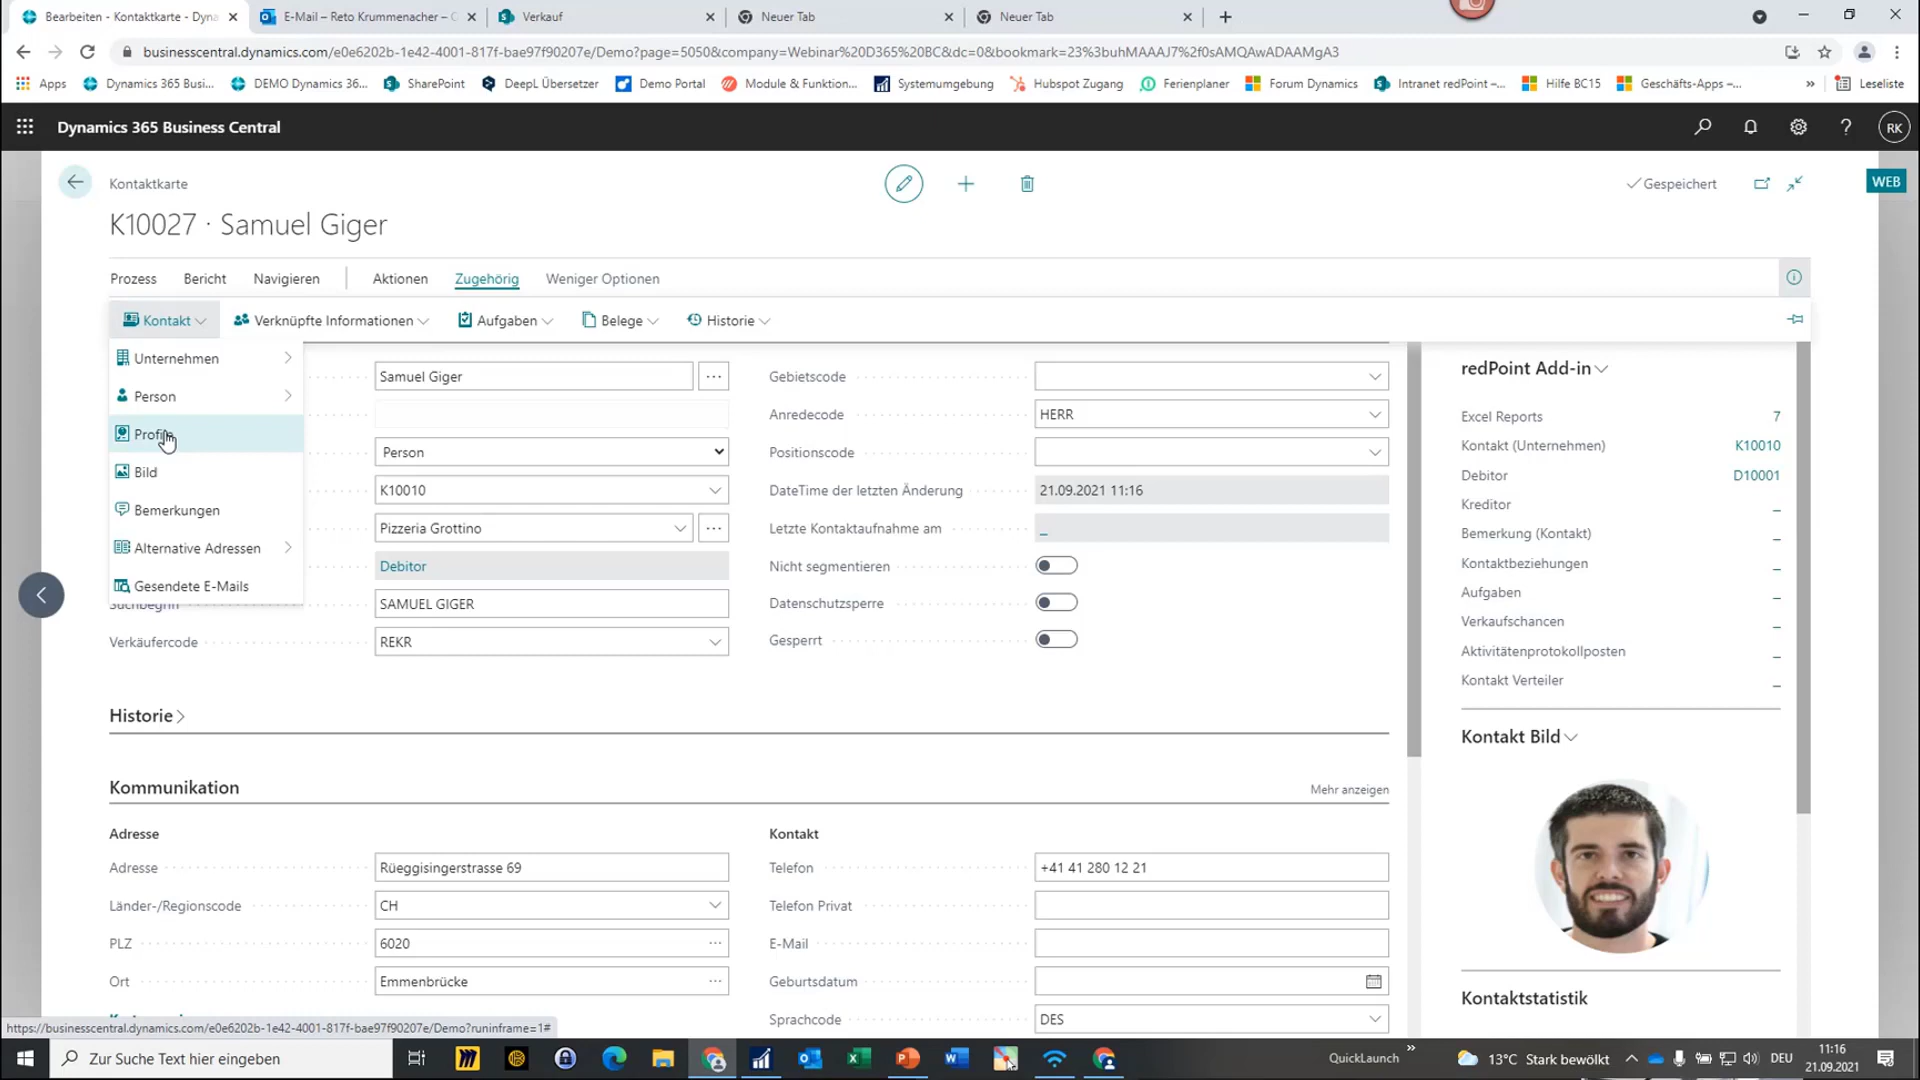 Bearbeiten - Kontaktkarte - Dyna
E-Mail – Reto Krummenacher – 
Verkauf
Neuer Tab
Neuer Tab
businesscentral.dynamics.com/e0e6202b-1e42-4001-817f-bae97f90207e/Demo?page=5050&company=Webinar%20D365%20BC&dc=0&bookmark=23%3buhMAAAJ7%2f0sAMQAwADAAMgA3
Apps
Dynamics 365 Busi...
DEMO Dynamics 36...
SharePoint
DeepL Übersetzer
Demo Portal
Module & Funktion...
Systemumgebung
Hubspot Zugang
Ferienplaner
Forum Dynamics
Intranet redPoint –...
Hilfe BC15
Geschäfts-Apps –...
»
Leseliste
Dynamics 365 Business Central
RK
Kontaktkarte
Gespeichert
WEB
K10027 · Samuel Giger
Prozess
Bericht
Navigieren
Aktionen
Zugehörig
Weniger Optionen
Kontakt
Verknüpfte Informationen
Aufgaben
Belege
Historie
Unternehmen
Person
Bild
Bemerkungen
Alternative Adressen
Gesendete E-Mails
Samuel Giger
Person
K10010
Pizzeria Grottino
Debitor
Suchbegriff
SAMUEL GIGER
Verkäufercode
REKR
Gebietscode
Anredecode
HERR
Positionscode
DateTime der letzten Änderung
21.09.2021 11:16
Letzte Kontaktaufnahme am
_
Nicht segmentieren
Datenschutzsperre
Gesperrt
Historie
Kommunikation
Mehr anzeigen
Adresse
Adresse
Rüeggisingerstrasse 69
Länder-/Regionscode
CH
PLZ
6020
Ort
Emmenbrücke
Kontakt
Telefon
+41 41 280 12 21
Telefon Privat
E-Mail
Geburtsdatum
Sprachcode
DES
redPoint Add-in
Excel Reports
7
Kontakt (Unternehmen)
K10010
Debitor
D10001
Kreditor
_
Bemerkung (Kontakt)
_
Kontaktbeziehungen
_
Aufgaben
_
Verkaufschancen
_
Aktivitätenprotokollposten
_
Kontakt Verteiler
_
Kontakt Bild
Kontaktstatistik
https://businesscentral.dynamics.com/e0e6202b-1e42-4001-817f-bae97f90207e/Demo?runinframe=1#
Zur Suche Text hier eingeben
QuickLaunch
»
13°C Stark bewölkt
DEU
11:16
21.09.2021